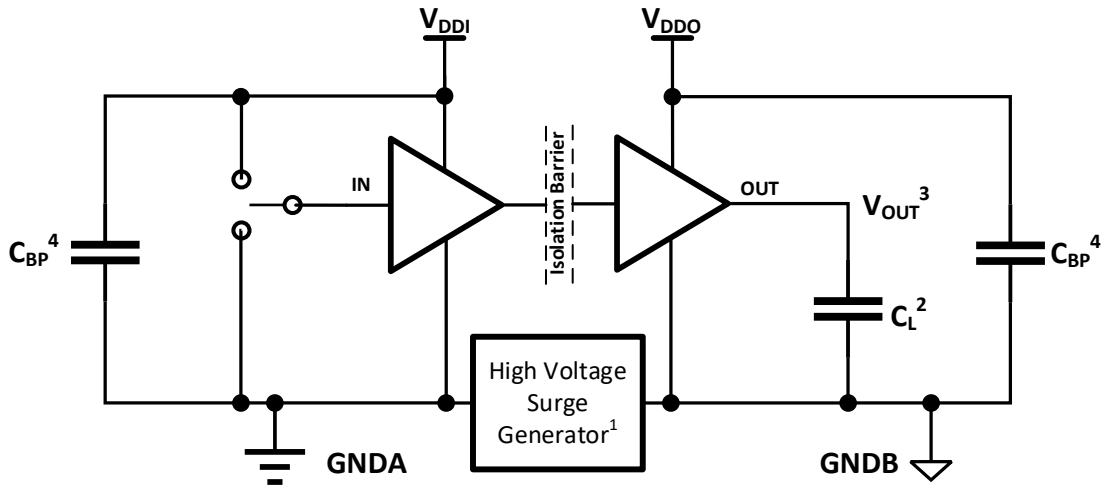 V_DDI
V_DDO
IN
Isolation Barrier
OUT
V_OUT^3
C_BP^4
C_BP^4
C_L^2
High Voltage
Surge
Generator^1
GNDA
GNDB